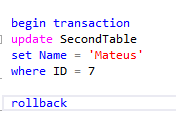 begin transaction
update SecondTable
set Name = 'Mateus'
where ID = 7
rollback